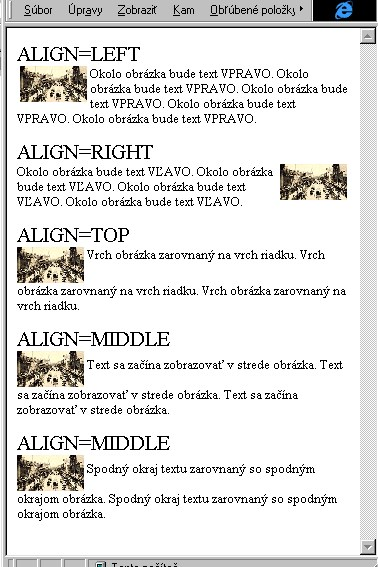 Súbor Úpravy Zobraziť Kam Obľúbené položky
ALIGN=LEFT
Okolo obrázka bude text VPRAVO. Okolo
obrázka bude text VPRAVO. Okolo obrázka bude
text VPRAVO. Okolo obrázka bude text
VPRAVO. Okolo obrázka bude text VPRAVO.
ALIGN=RIGHT
Okolo obrázka bude text VĽAVO. Okolo obrázka
bude text VĽAVO. Okolo obrázka bude text
VĽAVO. Okolo obrázka bude text VĽAVO.
ALIGN=TOP
Vrch obrázka zarovnaný na vrch riadku. Vrch
obrázka zarovnaný na vrch riadku. Vrch obrázka zarovnaný na
vrch riadku.
ALIGN=MIDDLE
Text sa začína zobrazovať v strede obrázka. Text
sa začína zobrazovať v strede obrázka. Text sa začína
zobrazovať v strede obrázka.
ALIGN=MIDDLE
Spodný okraj textu zarovnaný so spodným
okrajom obrázka. Spodný okraj textu zarovnaný so spodným
okrajom obrázka.
Tento počítač